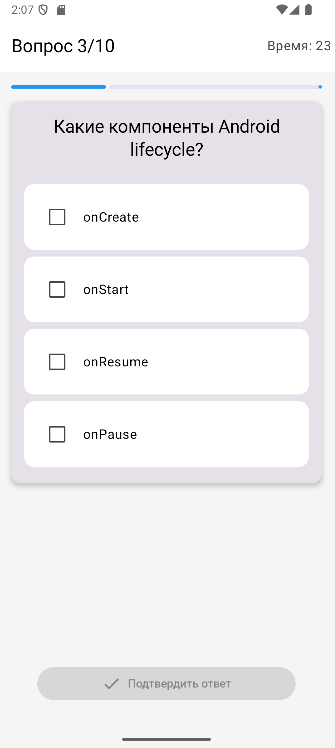 2:07
Вопрос 3/10
Время: 23
Какие компоненты Android
lifecycle?
onCreate
onStart
onResume
onPause
Подтвердить ответ